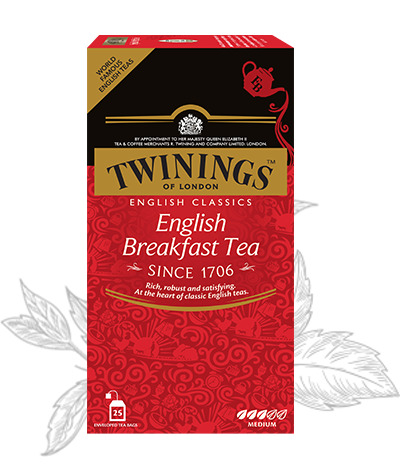 WORLD
FAMOUS
ENGLISH TEAS
EB
BY APPOINTMENT TO HER MAJESTY QUEEN ELIZABETH II
TEA & COFFEE MERCHANTS R. TWINING AND COMPANY LIMITED. LONDON.
TWININGS™
OF LONDON
ENGLISH CLASSICS
English
Breakfast Tea
SINCE 1706
Rich, robust and satisfying.
At the heart of classic English teas.
25
ENVELOPED TEA BAGS
MEDIUM